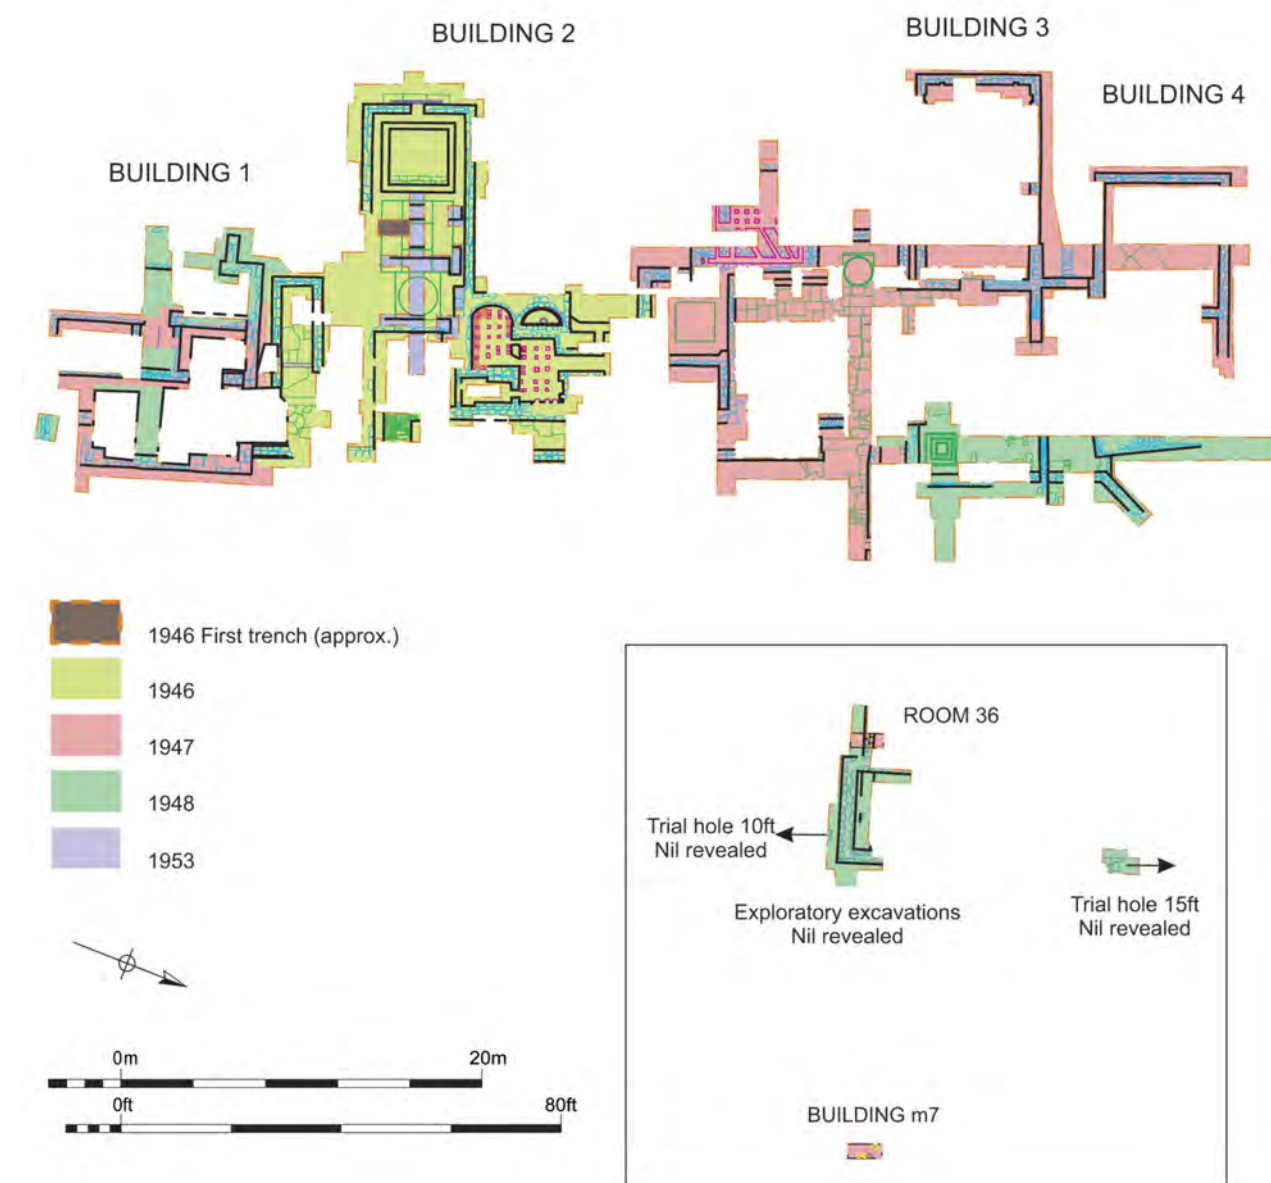 BUILDING 2
BUILDING 3
BUILDING 4
BUILDING 1
1946 First trench (approx.)
1946
1947
1948
1953
0m 20m
0ft 80ft
ROOM 36
Trial hole 10ft
Nil revealed
Exploratory excavations
Nil revealed
Trial hole 15ft
Nil revealed
BUILDING m7